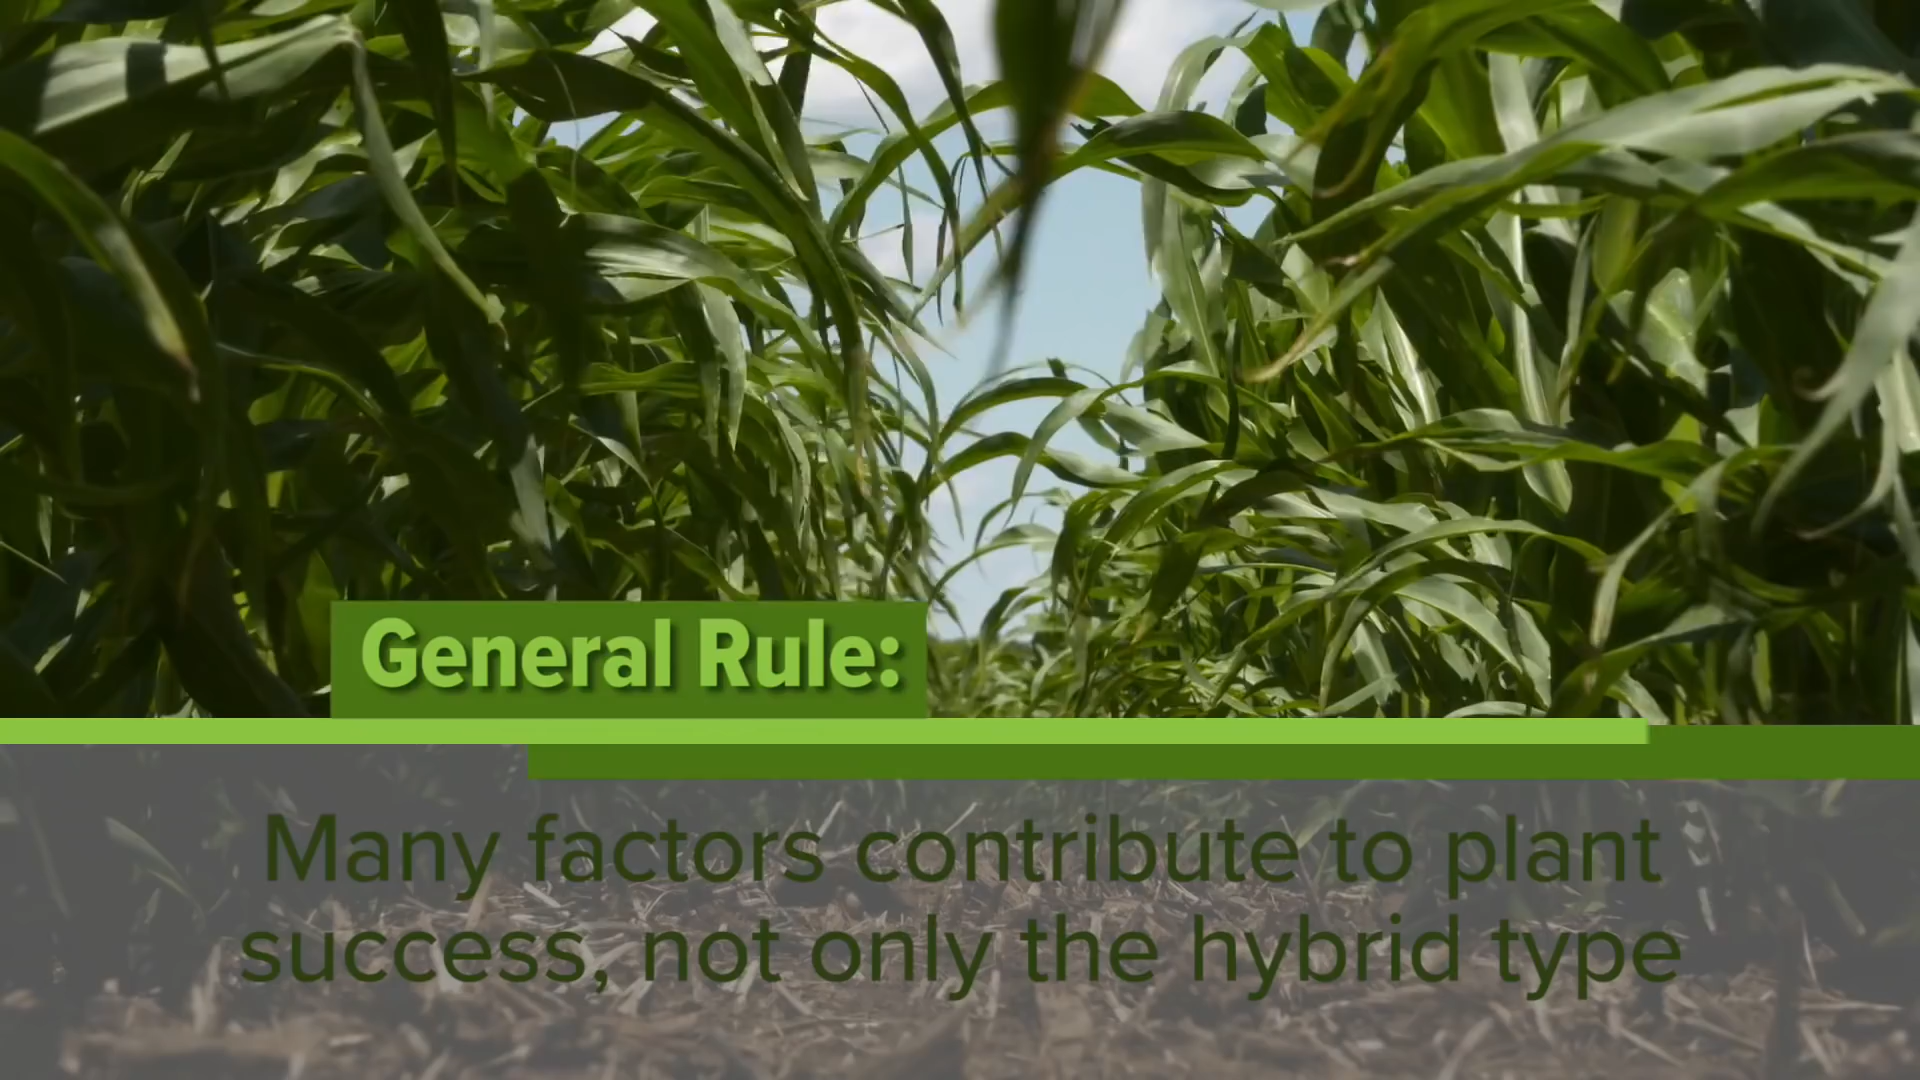 General Rule:
Many factors contribute to plant
success, not only the hybrid type